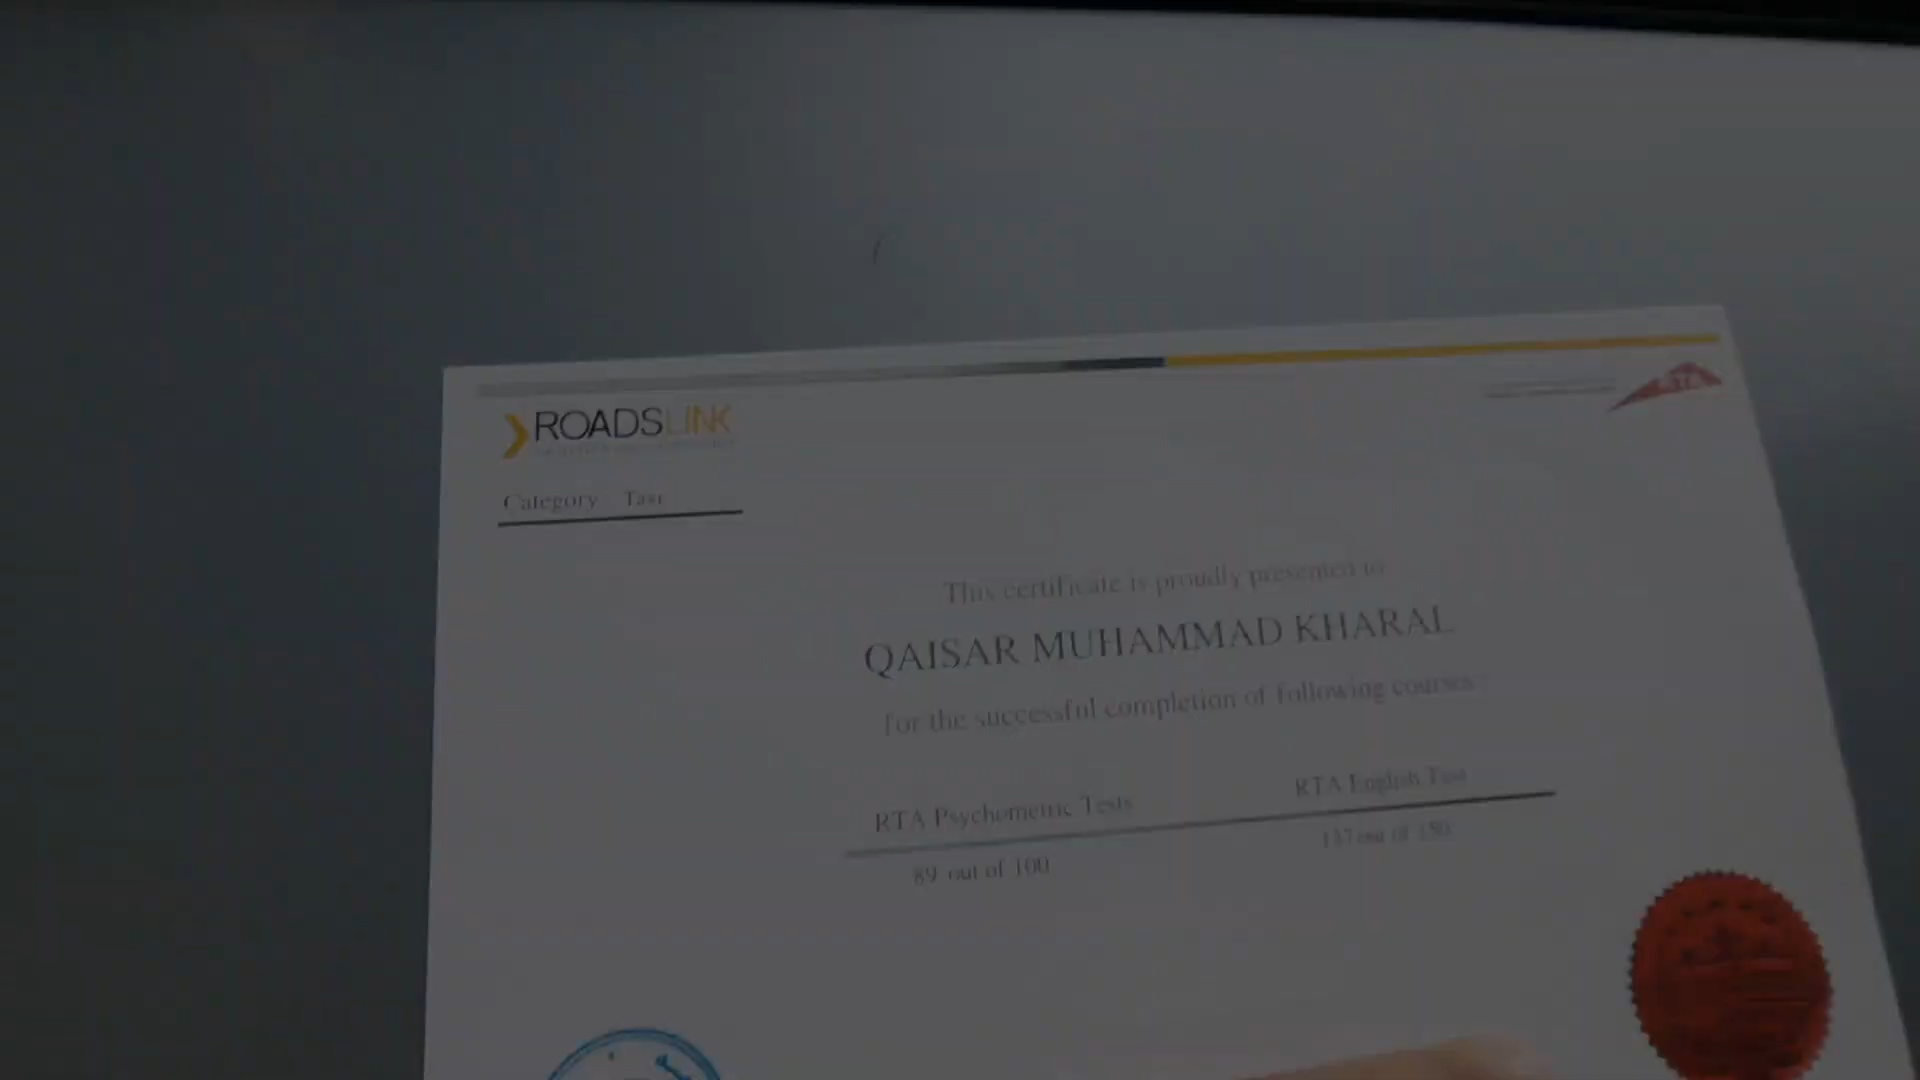 ROADSLINK
Category Taxi
This certificate is proudly presented to
QAISAR MUHAMMAD KHARAL
for the successful completion of following courses
RTA Psychometric Tests RTA English Test
89 out of 100 137 out of 150